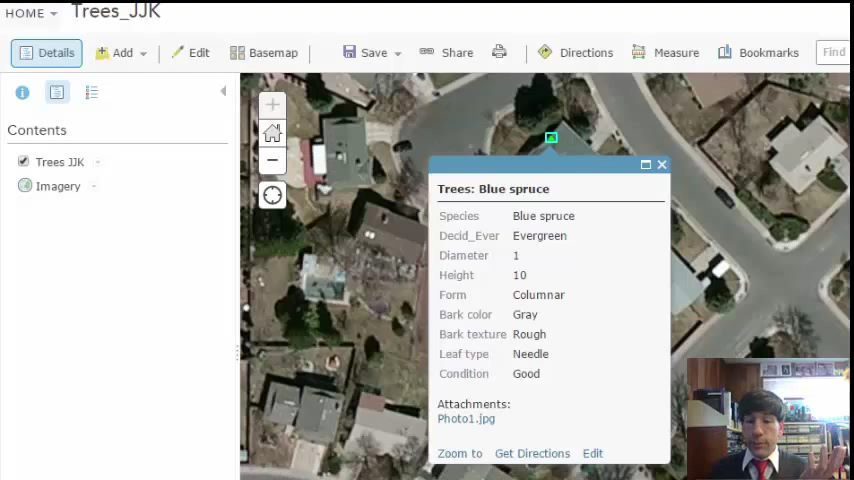 HOME Trees_JJK
Details Add Edit Basemap Save Share Directions Measure Bookmarks Find
Contents
Trees JJK
Imagery
Trees: Blue spruce
Species Blue spruce
Decid_Ever Evergreen
Diameter 1
Height 10
Form Columnar
Bark color Gray
Bark texture Rough
Leaf type Needle
Condition Good
Attachments:
Photo1.jpg
Zoom to Get Directions Edit